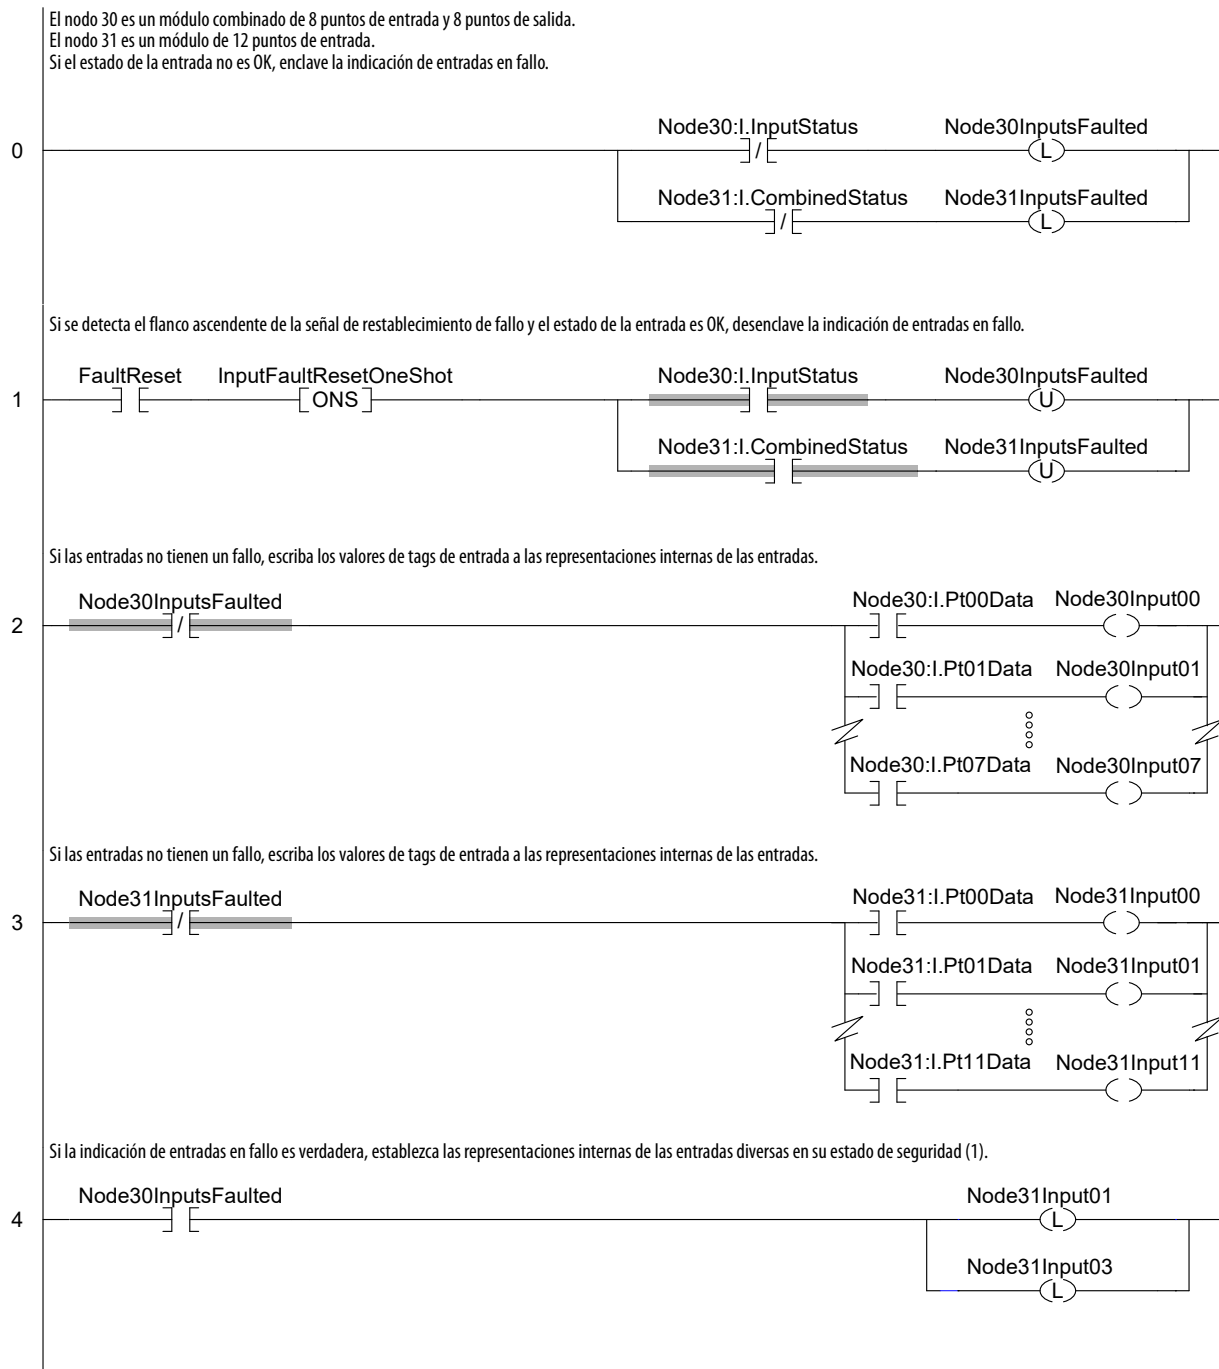 El nodo 30 es un módulo combinado de 8 puntos de entrada y 8 puntos de salida.
El nodo 31 es un módulo de 12 puntos de entrada.
Si el estado de la entrada no es OK, enclave la indicación de entradas en fallo.
Node30:I.InputStatus Node30InputsFaulted
0 / L
Node31:I.CombinedStatus Node31InputsFaulted
/ L
Si se detecta el flanco ascendente de la señal de restablecimiento de fallo y el estado de la entrada es OK, desenclave la indicación de entradas en fallo.
FaultReset InputFaultResetOneShot Node30:I.InputStatus Node30InputsFaulted
1 ONS U
Node31:I.CombinedStatus Node31InputsFaulted
U
Si las entradas no tienen un fallo, escriba los valores de tags de entrada a las representaciones internas de las entradas.
Node30InputsFaulted Node30:I.Pt00Data Node30Input00
2 /
Node30:I.Pt01Data Node30Input01
Node30:I.Pt07Data Node30Input07
Si las entradas no tienen un fallo, escriba los valores de tags de entrada a las representaciones internas de las entradas.
Node31InputsFaulted Node31:I.Pt00Data Node31Input00
3 /
Node31:I.Pt01Data Node31Input01
Node31:I.Pt11Data Node31Input11
Si la indicación de entradas en fallo es verdadera, establezca las representaciones internas de las entradas diversas en su estado de seguridad (1).
Node30InputsFaulted Node31Input01
4 L
Node31Input03
L